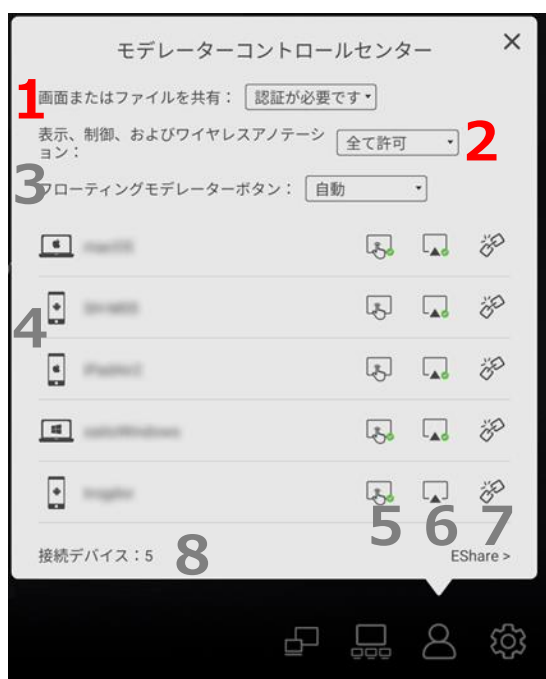 モデレーターコントロールセンター
1 画面またはファイルを共有： 認証が必要です
表示、制御、およびワイヤレスアノテーション： 全て許可 2
3 フローティングモデレーターボタン： 自動
4
5 6 7
接続デバイス：5 8 EShare >